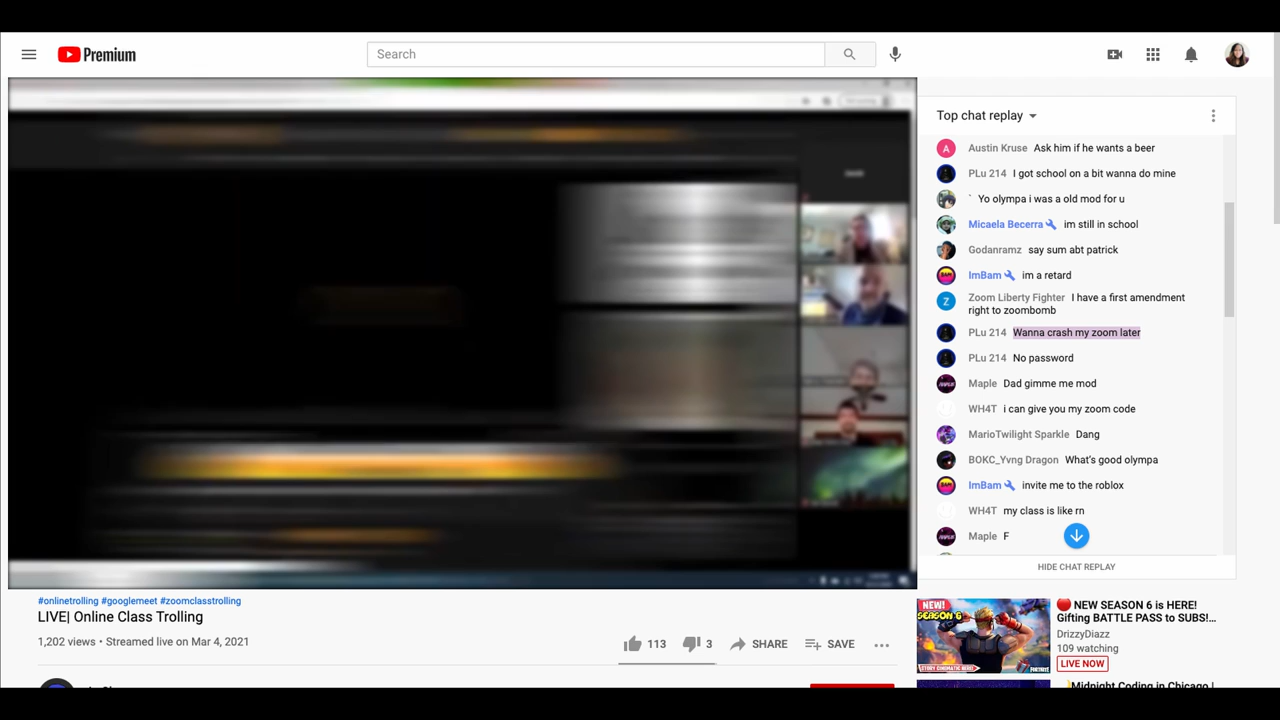 Premium
Search
Top chat replay
A Austin Kruse Ask him if he wants a beer
PLu 214 I got school on a bit wanna do mine
` Yo olympa i was a old mod for u
Micaela Becerra im still in school
Godanramz say sum abt patrick
ImBam im a retard
Z Zoom Liberty Fighter I have a first amendment
right to zoombomb
PLu 214 Wanna crash my zoom later
PLu 214 No password
Maple Dad gimme me mod
WH4T i can give you my zoom code
MarioTwilight Sparkle Dang
BOKC_Yvng Dragon What's good olympa
ImBam invite me to the roblox
WH4T my class is like rn
Maple F
HIDE CHAT REPLAY
#onlinetrolling #googlemeet #zoomclasstrolling
LIVE| Online Class Trolling
1,202 views • Streamed live on Mar 4, 2021
113 3 SHARE SAVE
NEW!
SEASON 6
NEW SEASON 6 is HERE!
Gifting BATTLE PASS to SUBS!...
DrizzyDiazz
109 watching
LIVE NOW
Midnight Coding in Chicago |